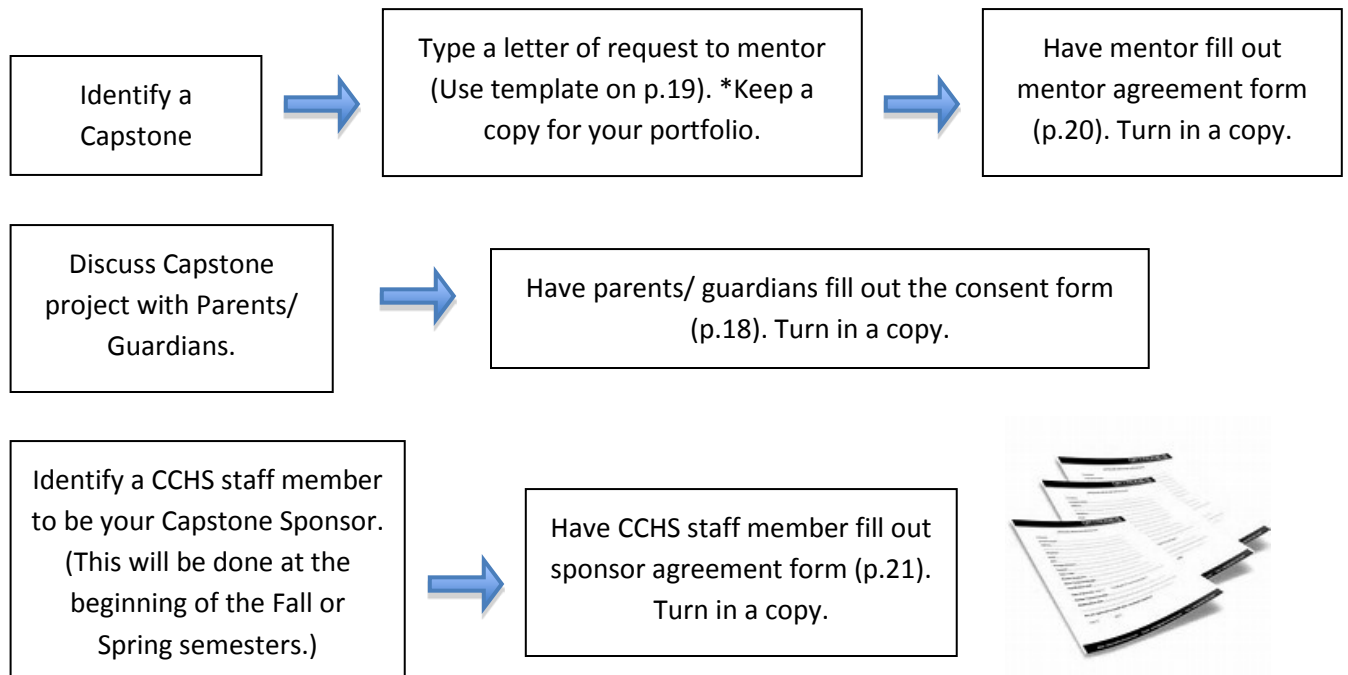 Identify a
Capstone
Type a letter of request to mentor
(Use template on p.19). *Keep a
copy for your portfolio.
Have mentor fill out
mentor agreement form
(p.20). Turn in a copy.
Discuss Capstone
project with Parents/
Guardians.
Have parents/ guardians fill out the consent form
(p.18). Turn in a copy.
Identify a CCHS staff member
to be your Capstone Sponsor.
(This will be done at the
beginning of the Fall or
Spring semesters.)
Have CCHS staff member fill out
sponsor agreement form (p.21).
Turn in a copy.